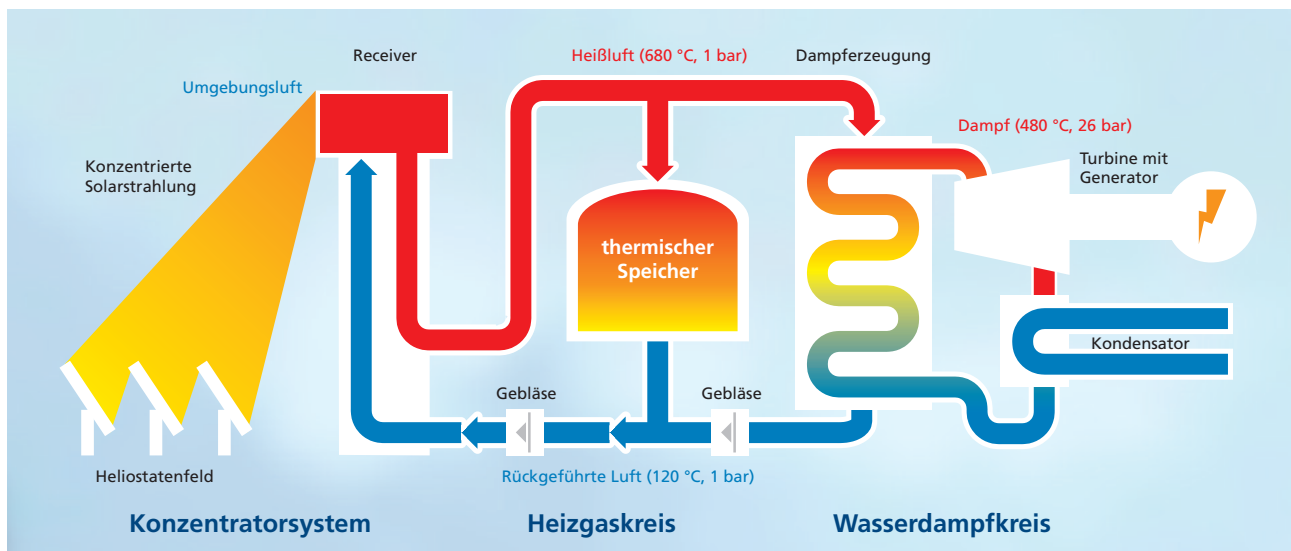 Receiver
Heißluft (680 °C, 1 bar)
Dampferzeugung
Umgebungsluft
Dampf (480 °C, 26 bar)
Konzentrierte
Solarstrahlung
Turbine mit
Generator
thermischer
Speicher
Kondensator
Gebläse
Gebläse
Heliostatenfeld
Rückgeführte Luft (120 °C, 1 bar)
Konzentratorsystem
Heizgaskreis
Wasserdampfkreis